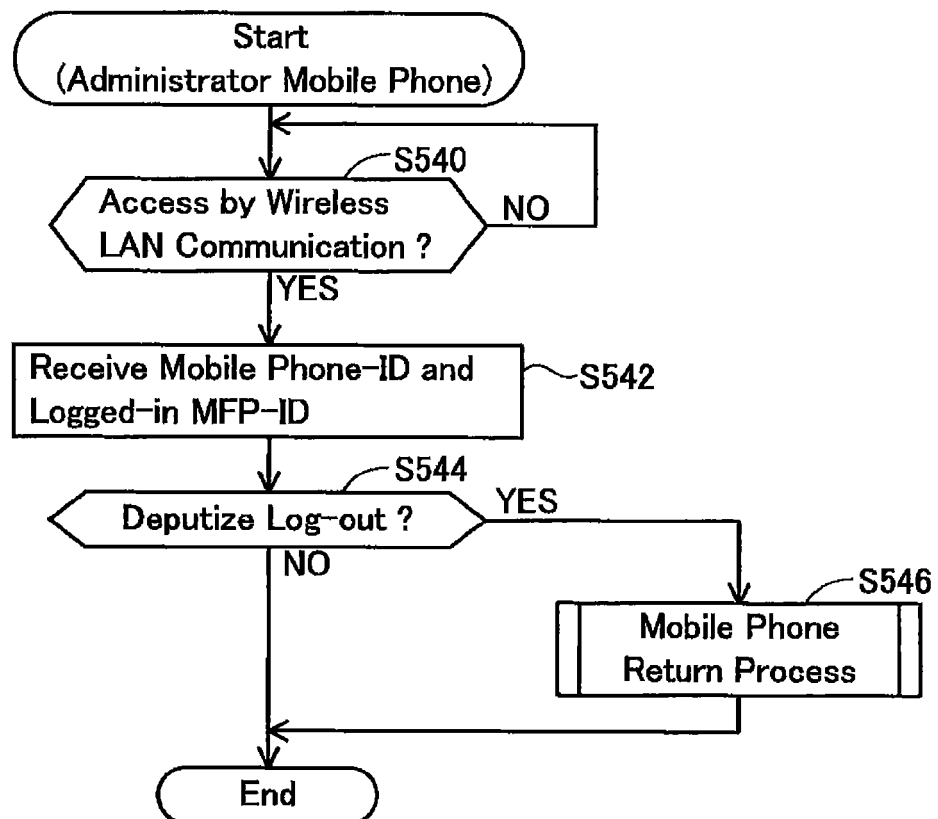 Start
(Administrator Mobile Phone)
S540
Access by Wireless
LAN Communication ?
NO
YES
Receive Mobile Phone-ID and
Logged-in MFP-ID
S542
S544
Deputize Log-out ?
YES
NO
S546
Mobile Phone
Return Process
End